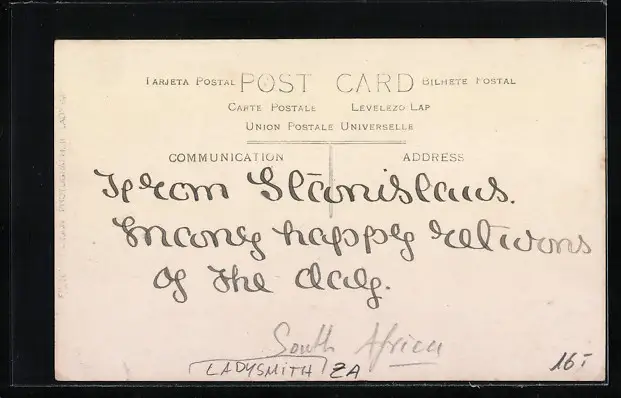 Tarjeta Postal POST CARD Bilhete Postal
Carte Postale Levelezo-Lap
Union Postale Universelle
COMMUNICATION ADDRESS
From Stanislaus.
Many happy returns
of the day.
South Africa
LADYSMITH ZA
16,-